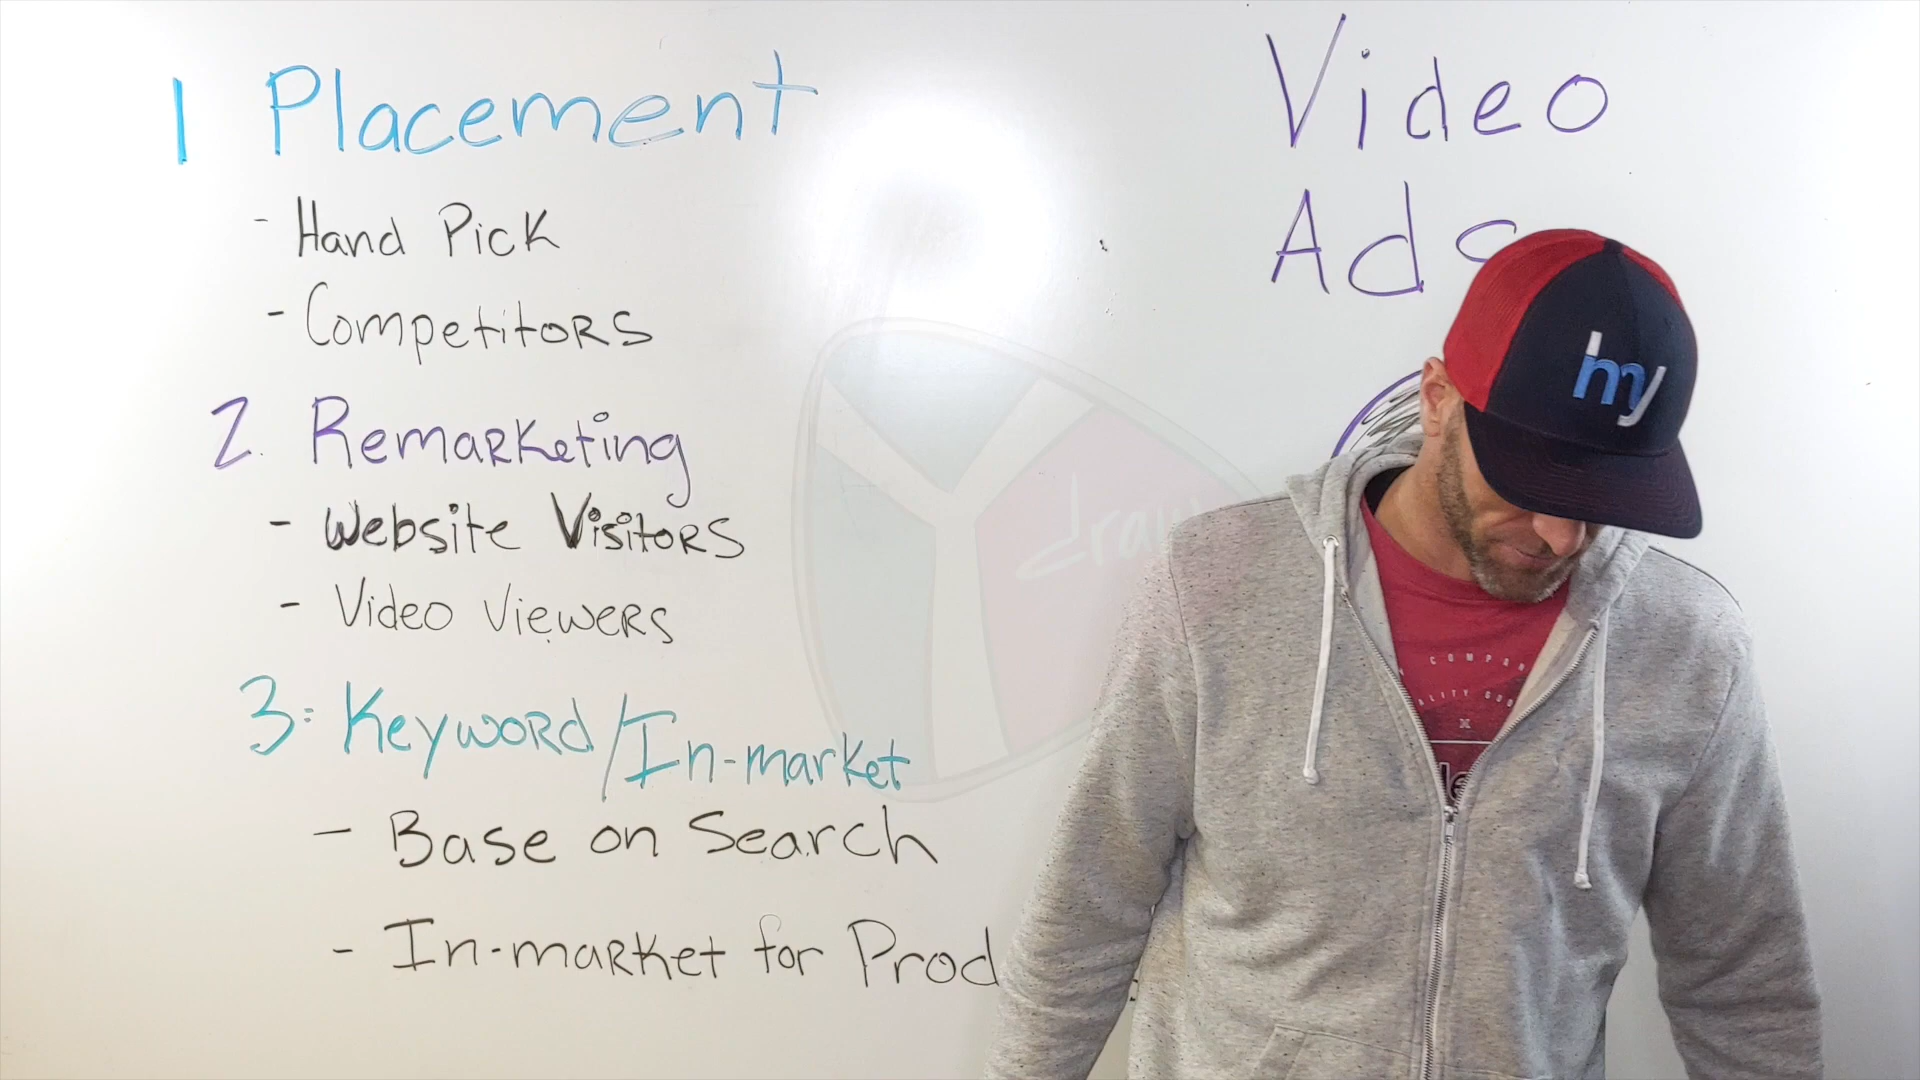 1 Placement
- Hand Pick
- Competitors
2. Remarketing
- Website Visitors
- Video Viewers
3: Keyword/In-market
- Base on Search
- In-market for Prod
Video
Ads
hy